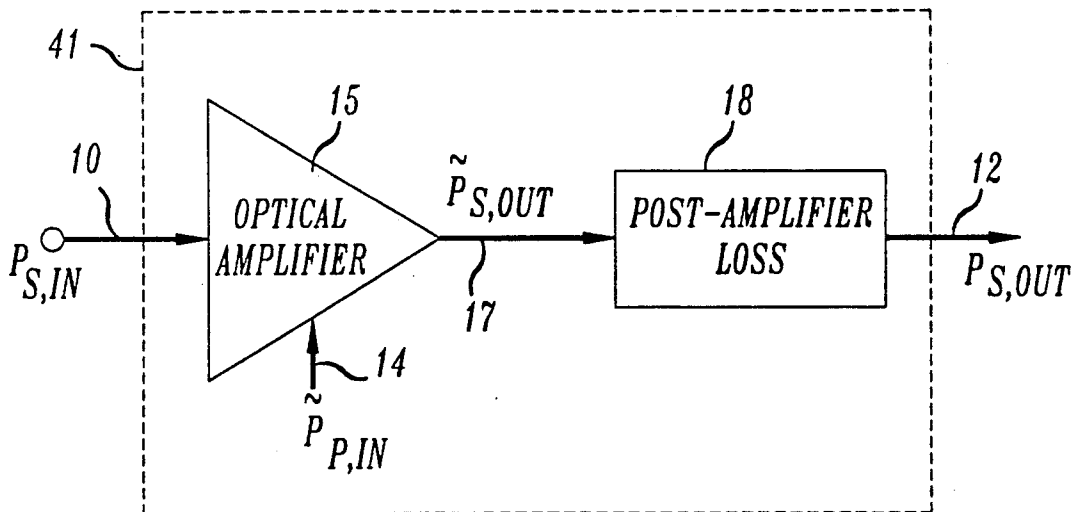 41
15
18
10
12
P̃S,OUT
OPTICAL
AMPLIFIER
POST-AMPLIFIER
LOSS
PS,IN
PS,OUT
17
14
P̃P,IN